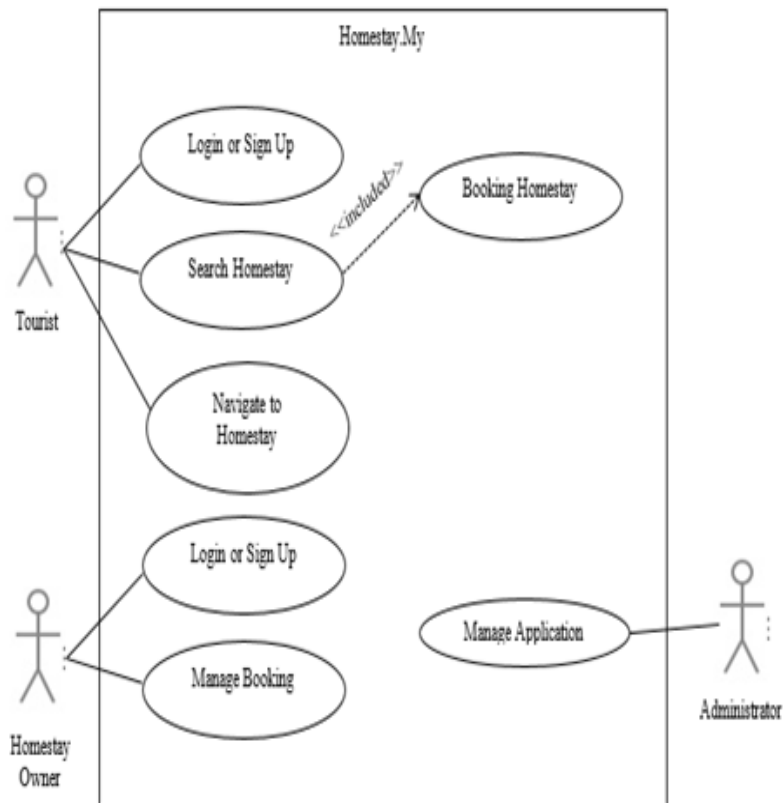 Homestay.My
Login or Sign Up
<<included>>
Booking Homestay
Search Homestay
Tourist
Navigate to
Homestay
Login or Sign Up
Manage Application
Manage Booking
Administrator
Homestay
Owner